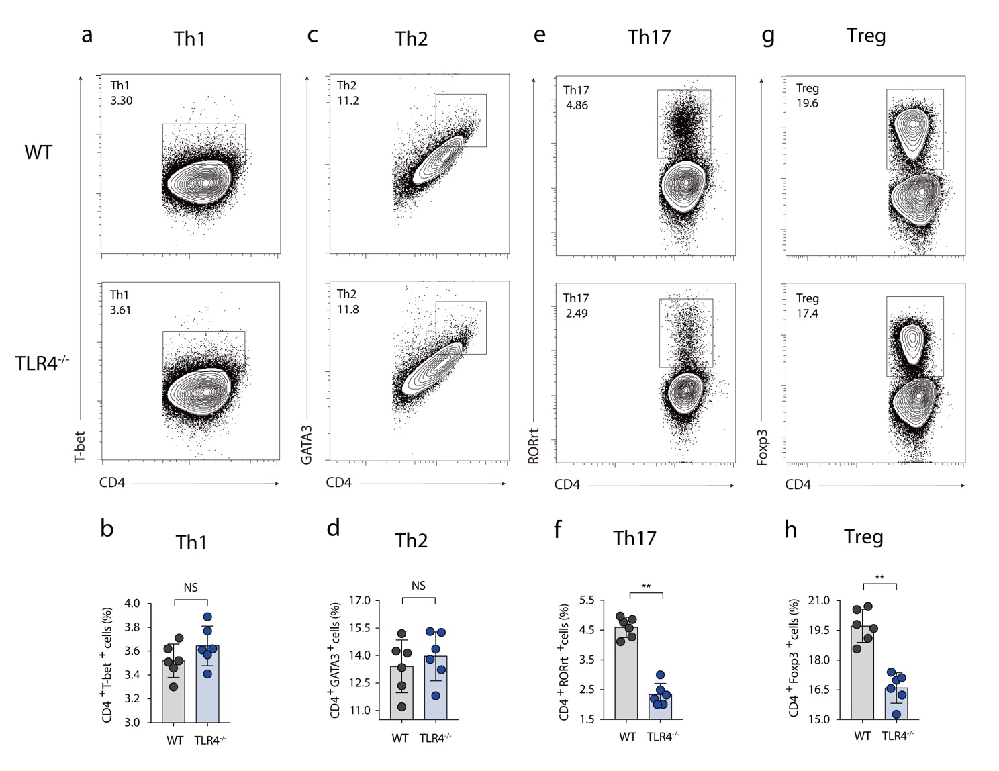 a Th1 c Th2 e Th17 g Treg
WT
Th1
3.30
Th2
11.2
Th17
4.86
Treg
19.6
TLR4-/-
Th1
3.61
Th2
11.8
Th17
2.49
Treg
17.4
T-bet
GATA3
RORrt
Foxp3
CD4 CD4 CD4 CD4
b Th1
CD4 + T-bet + cells (%)
NS
4.0
3.8
3.6
3.4
3.2
3.0
WT TLR4-/-
d Th2
CD4 + GATA3 + cells (%)
NS
17.0
15.5
14.0
12.5
11.0
WT TLR4-/-
f Th17
CD4 + RORrt + cells (%)
**
5.5
4.5
3.5
2.5
1.5
WT TLR4-/-
h Treg
CD4 + Foxp3 + cells (%)
**
21.0
19.5
18.0
16.5
15.0
WT TLR4-/-